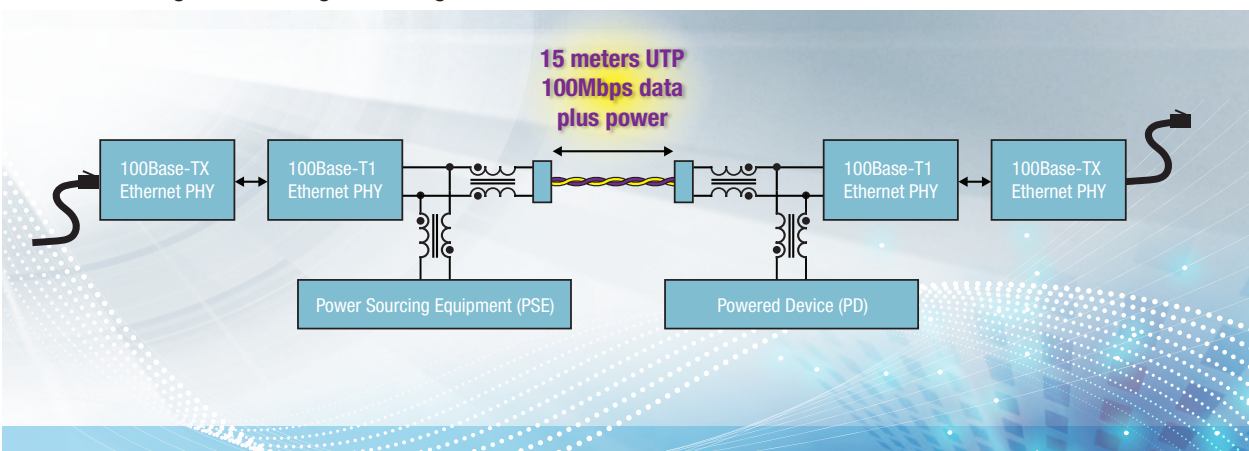 15 meters UTP
100Mbps data
plus power
100Base-TX
Ethernet PHY
100Base-T1
Ethernet PHY
100Base-T1
Ethernet PHY
100Base-TX
Ethernet PHY
Power Sourcing Equipment (PSE)
Powered Device (PD)